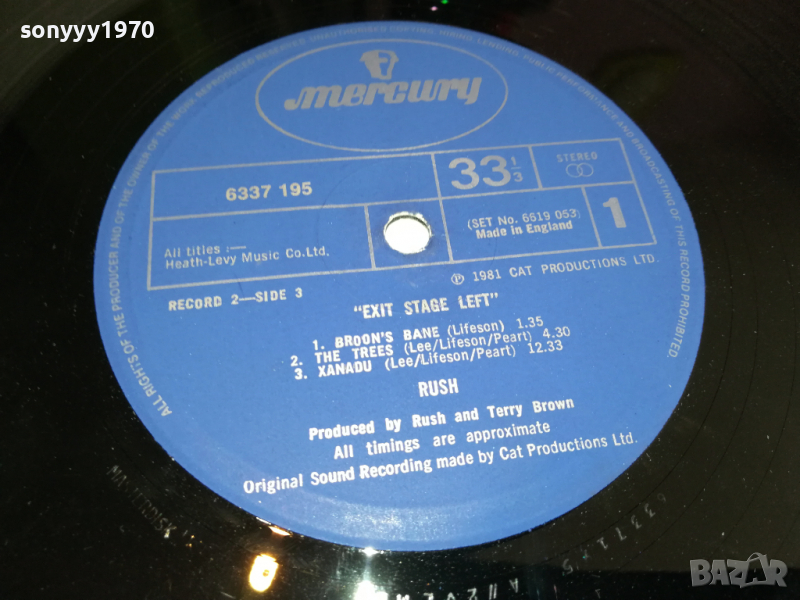 sonyyy1970
ALL RIGHTS OF THE PRODUCER AND OF THE OWNER OF THE WORK REPRODUCED RESERVED. UNAUTHORISED COPYING, HIRING, LENDING, PUBLIC PERFORMANCE AND BROADCASTING OF THIS RECORD PROHIBITED.
mercury
6337 195
33 1/3
STEREO
All titles :—
Heath-Levy Music Co.Ltd.
(SET No. 6619 053)
Made in England
1
℗ 1981 CAT PRODUCTIONS LTD.
RECORD 2—SIDE 3
"EXIT STAGE LEFT"
1. BROON'S BANE (Lifeson) 1.35
2. THE TREES (Lee/Lifeson/Peart) 4.30
3. XANADU (Lee/Lifeson/Peart) 12.33
RUSH
Produced by Rush and Terry Brown
All timings are approximate
Original Sound Recording made by Cat Productions Ltd.
BAZAR